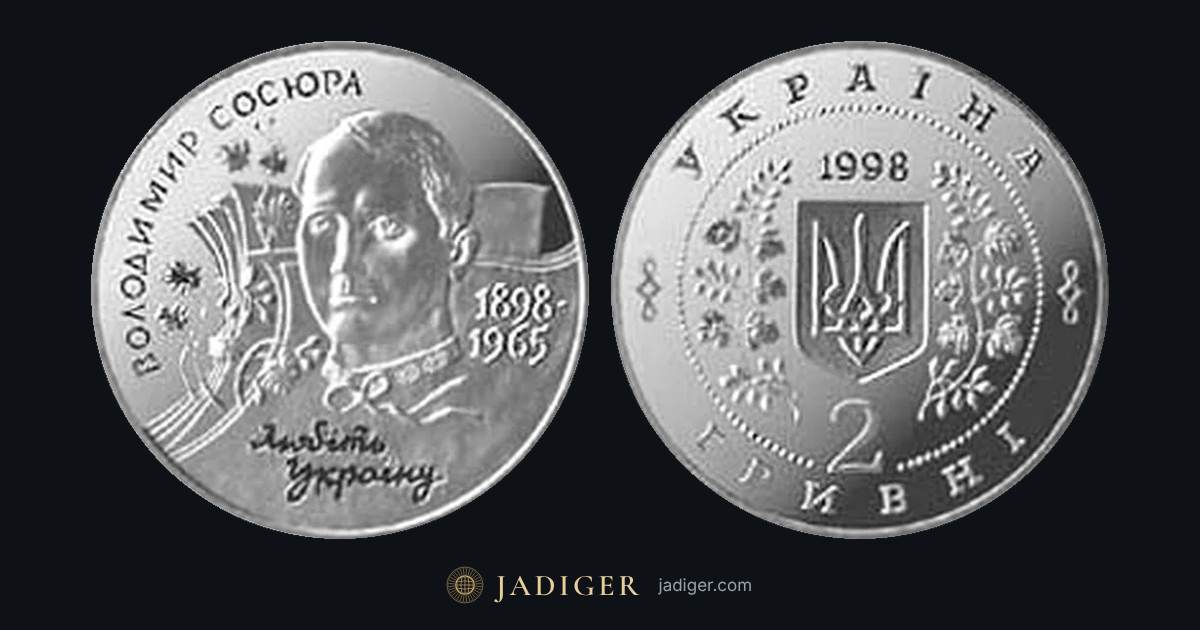 ВОЛОДИМИР СОСЮРА
1898-
1965
Любіть
Україну
УКРАЇНА
1998
2
ГРИВНІ
JADIGER jadiger.com